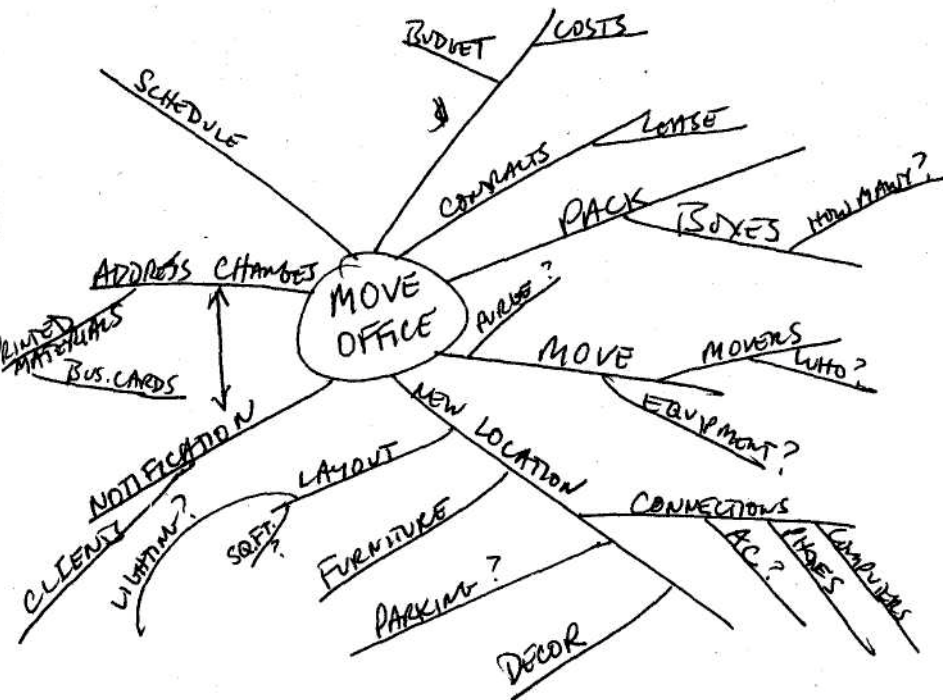 BUDGET
COSTS
$
SCHEDULE
CONTRACTS
LEASE
PACK
BOXES
HOW MANY?
ADDRESS CHANGES
PRINTED
MATERIALS
BUS. CARDS
MOVE
OFFICE
PURGE?
MOVE
MOVERS
WHO?
EQUIPMENT?
NOTIFICATION
CLIENTS
NEW LOCATION
LAYOUT
LIGHTING?
SQ.FT.
?
FURNITURE
PARKING?
DECOR
CONNECTIONS
AC?
PHONES
COMPUTERS